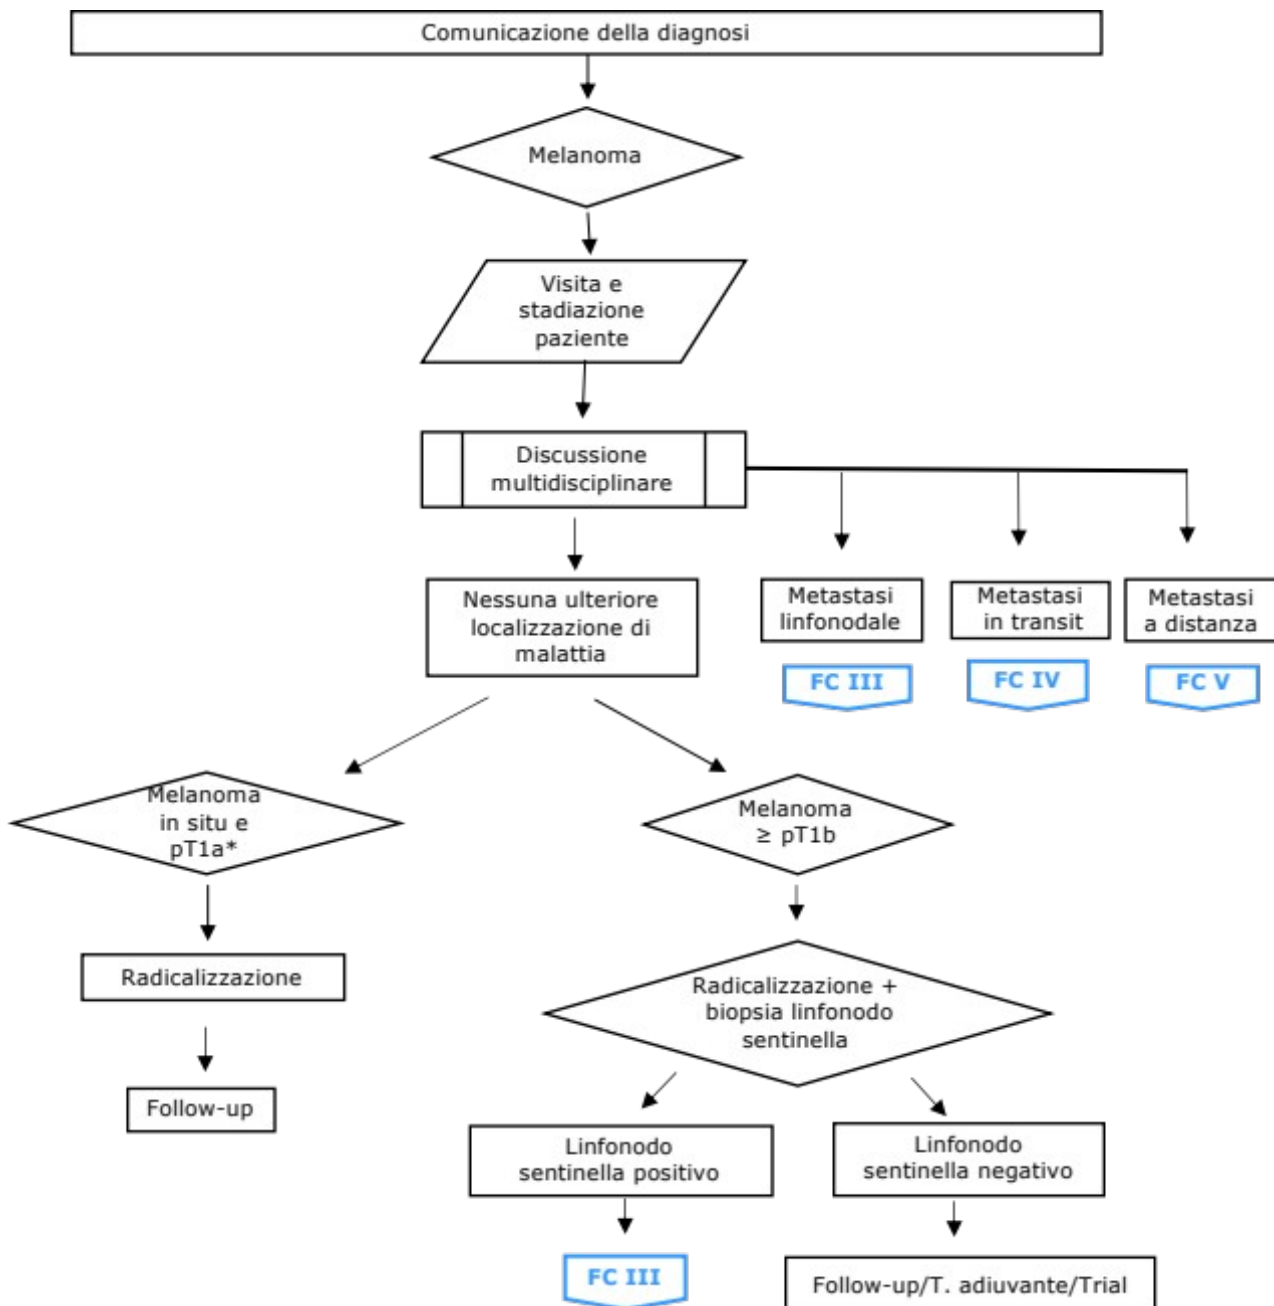 Comunicazione della diagnosi
Melanoma
Visita e
stadiazione
paziente
Discussione
multidisciplinare
Nessuna ulteriore
localizzazione di
malattia
Metastasi
linfonodale
Metastasi
in transit
Metastasi
a distanza
FC III
FC IV
FC V
Melanoma
in situ e
pT1a*
Melanoma
≥ pT1b
Radicalizzazione
Radicalizzazione +
biopsia linfonodo
sentinella
Follow-up
Linfonodo
sentinella positivo
Linfonodo
sentinella negativo
FC III
Follow-up/T. adiuvante/Trial